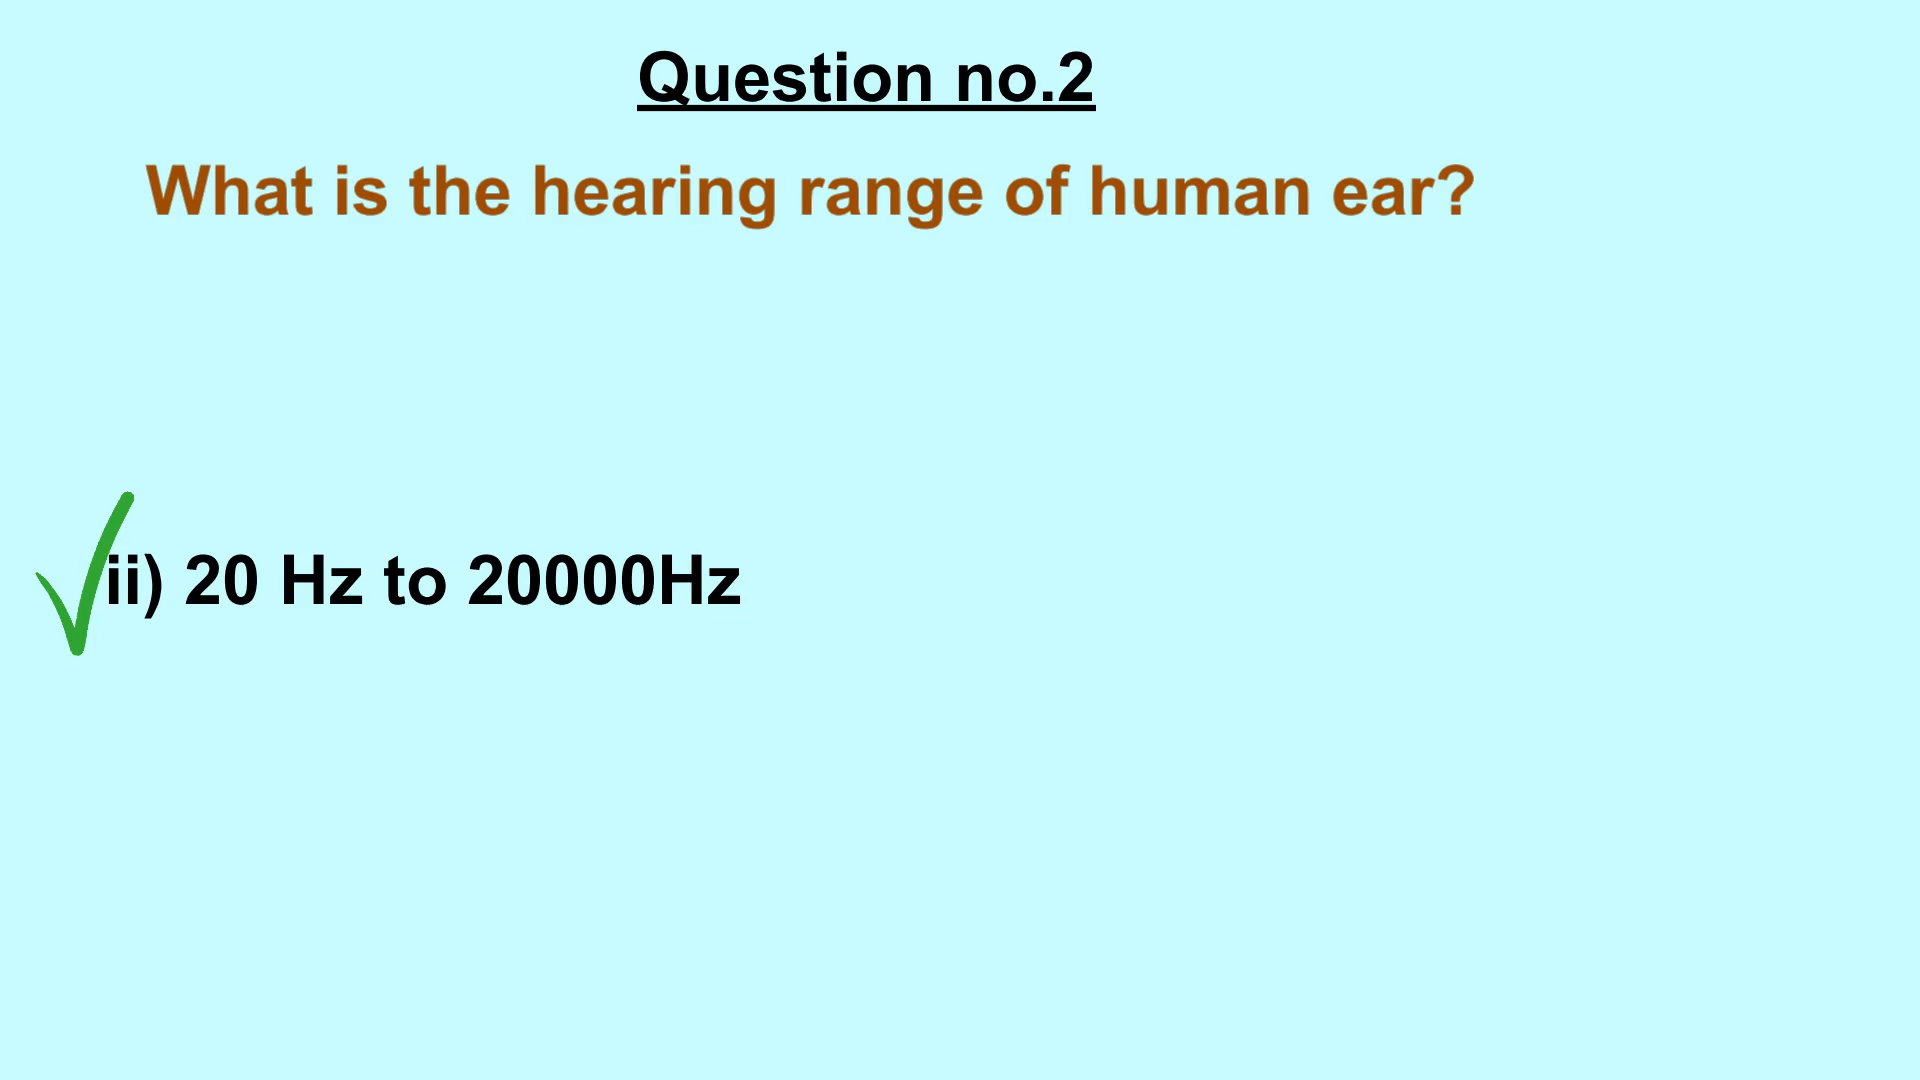 Question no.2
What is the hearing range of human ear?
ii) 20 Hz to 20000Hz